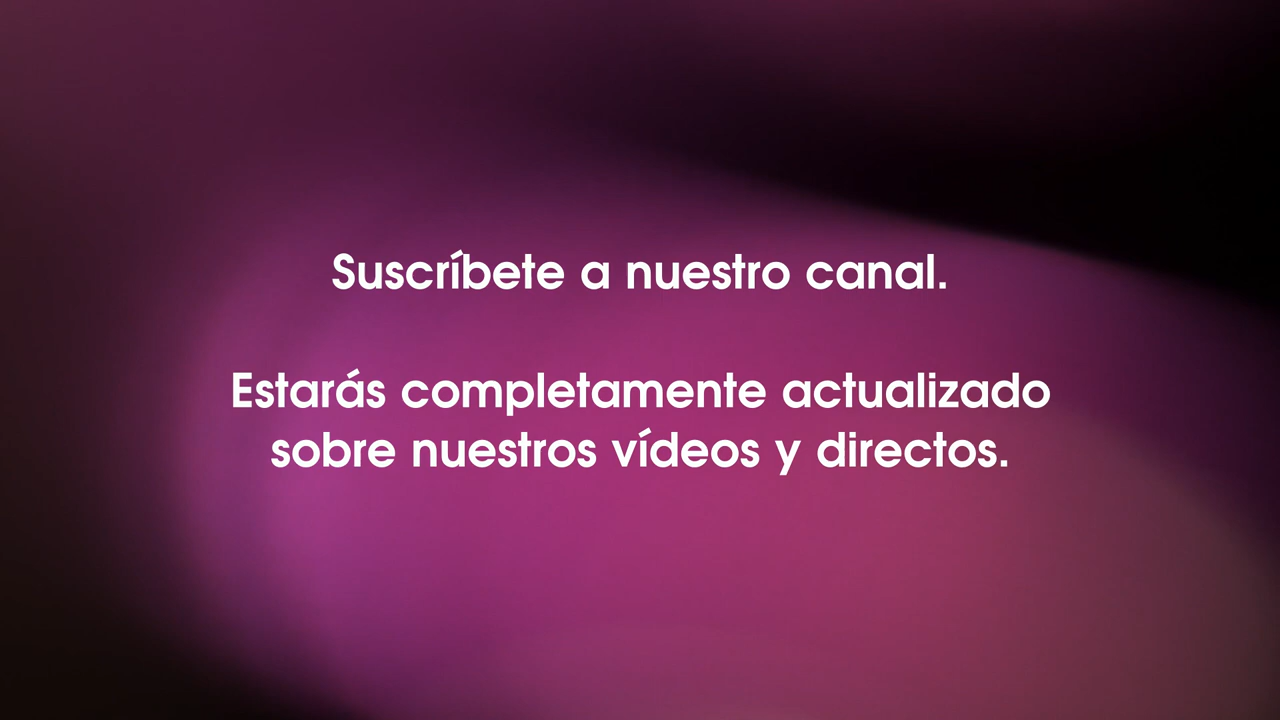 Suscríbete a nuestro canal.
Estarás completamente actualizado
sobre nuestros vídeos y directos.